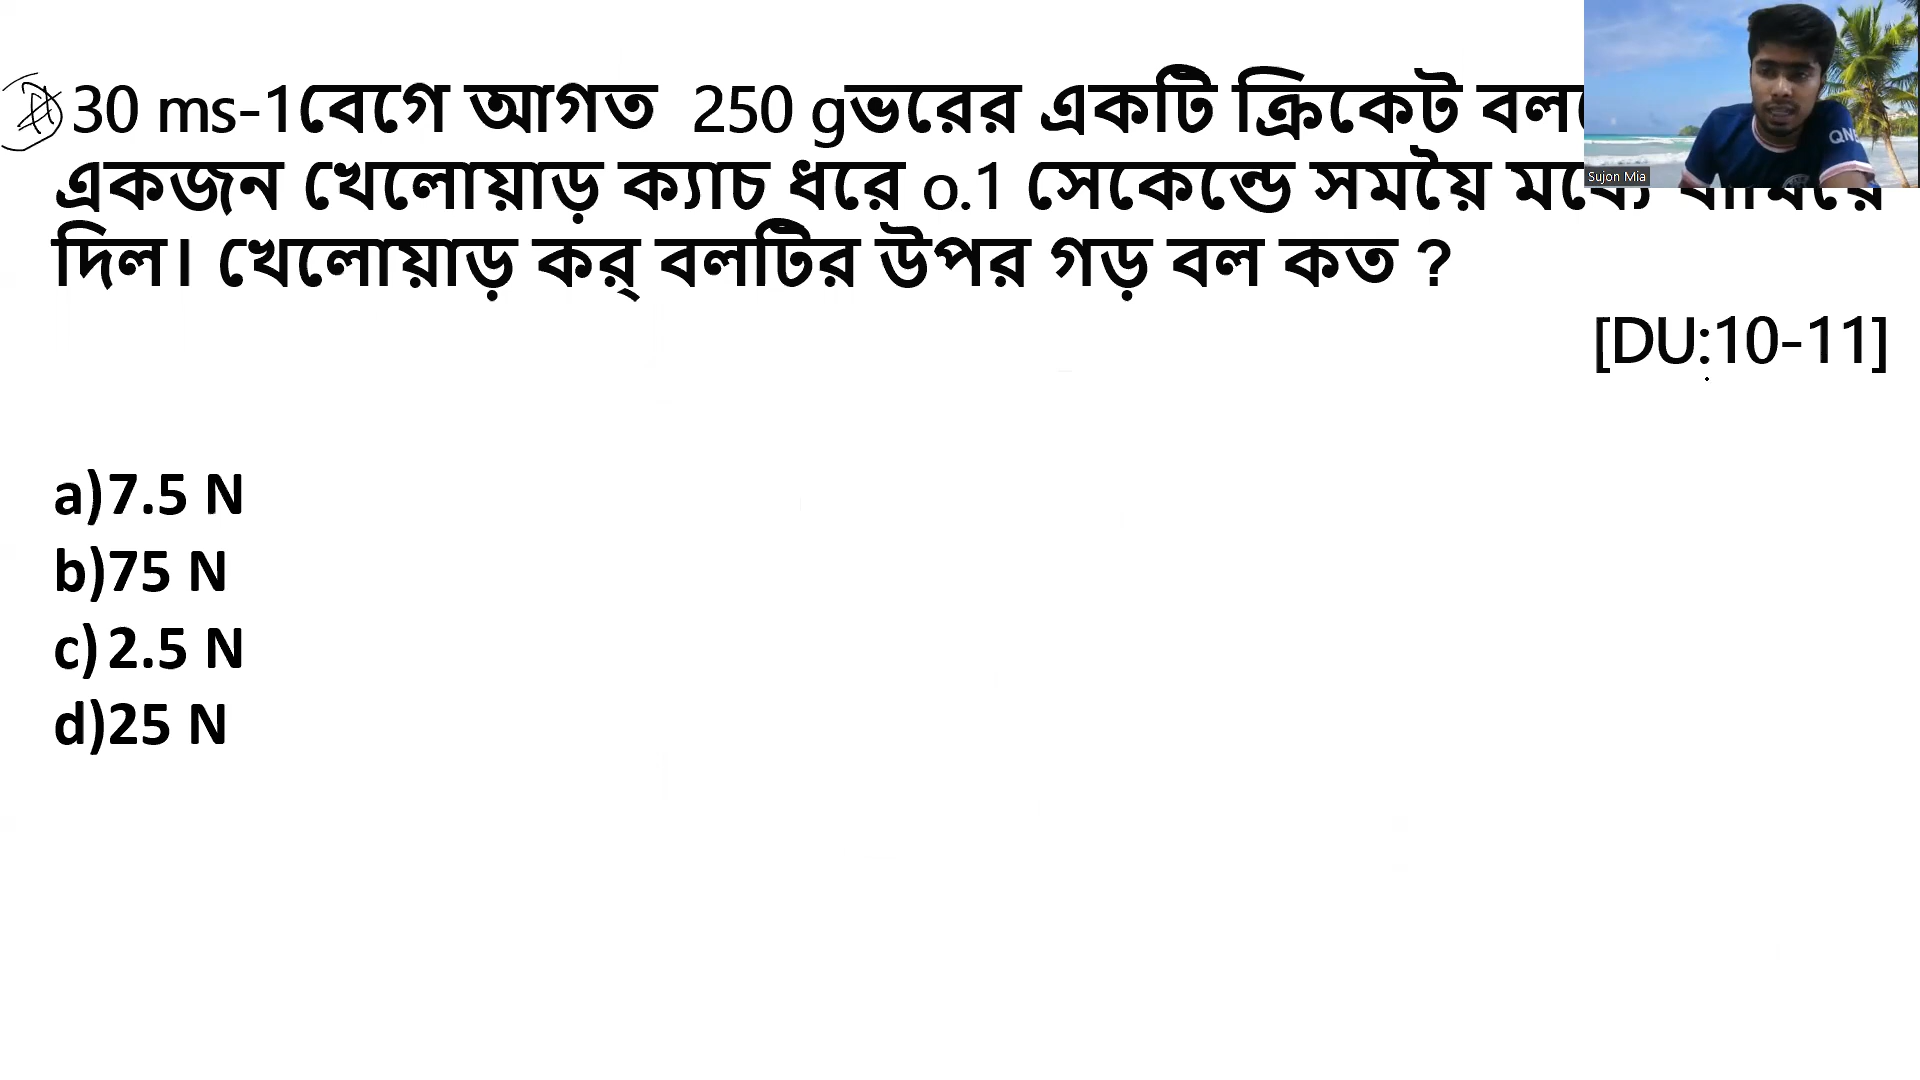 30 ms-1বেগে আগত 250 gভরের একটি ক্রিকেট
QN
Sujon Mia
একজন খেলোয়াড় ক্যাচ ধরে o.1 সেকেন্ডে সময়ৈ
দিল। খেলোয়াড় কর্ বলটির উপর গড় বল কত ?
[DU:10-11]
a)7.5 N
b)75 N
c) 2.5 N
d)25 N